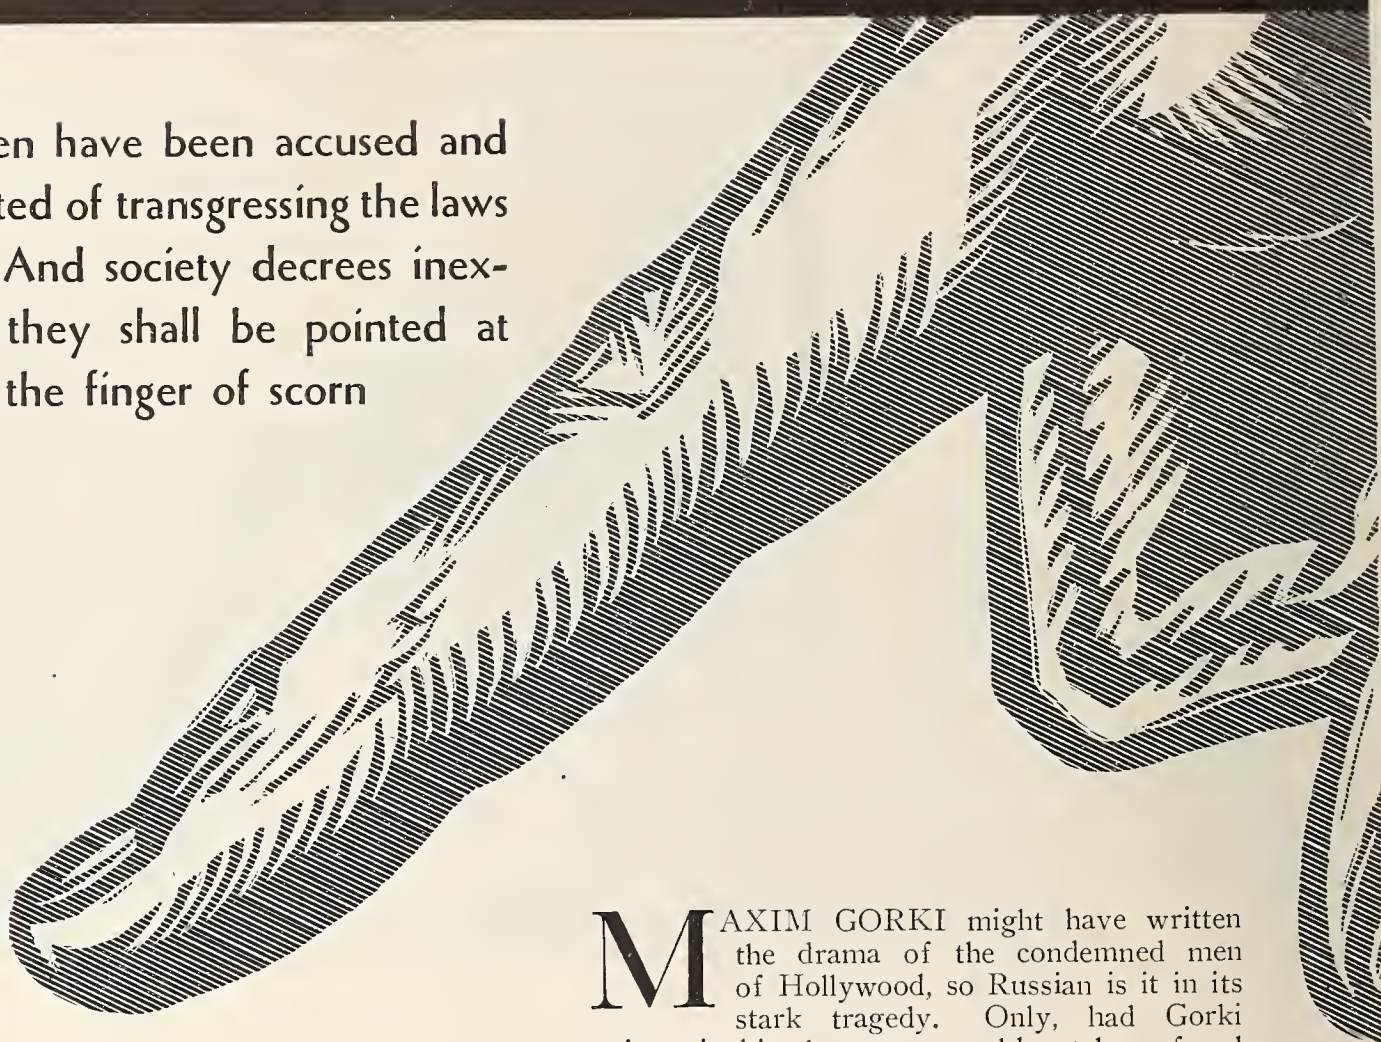 en have been accused and
ted of transgressing the laws
And society decrees inex-
they shall be pointed at
the finger of scorn
MAXIM GORKI might have written
the drama of the condemned men
of Hollywood, so Russian is it in its
stark tragedy. Only, had Gorki